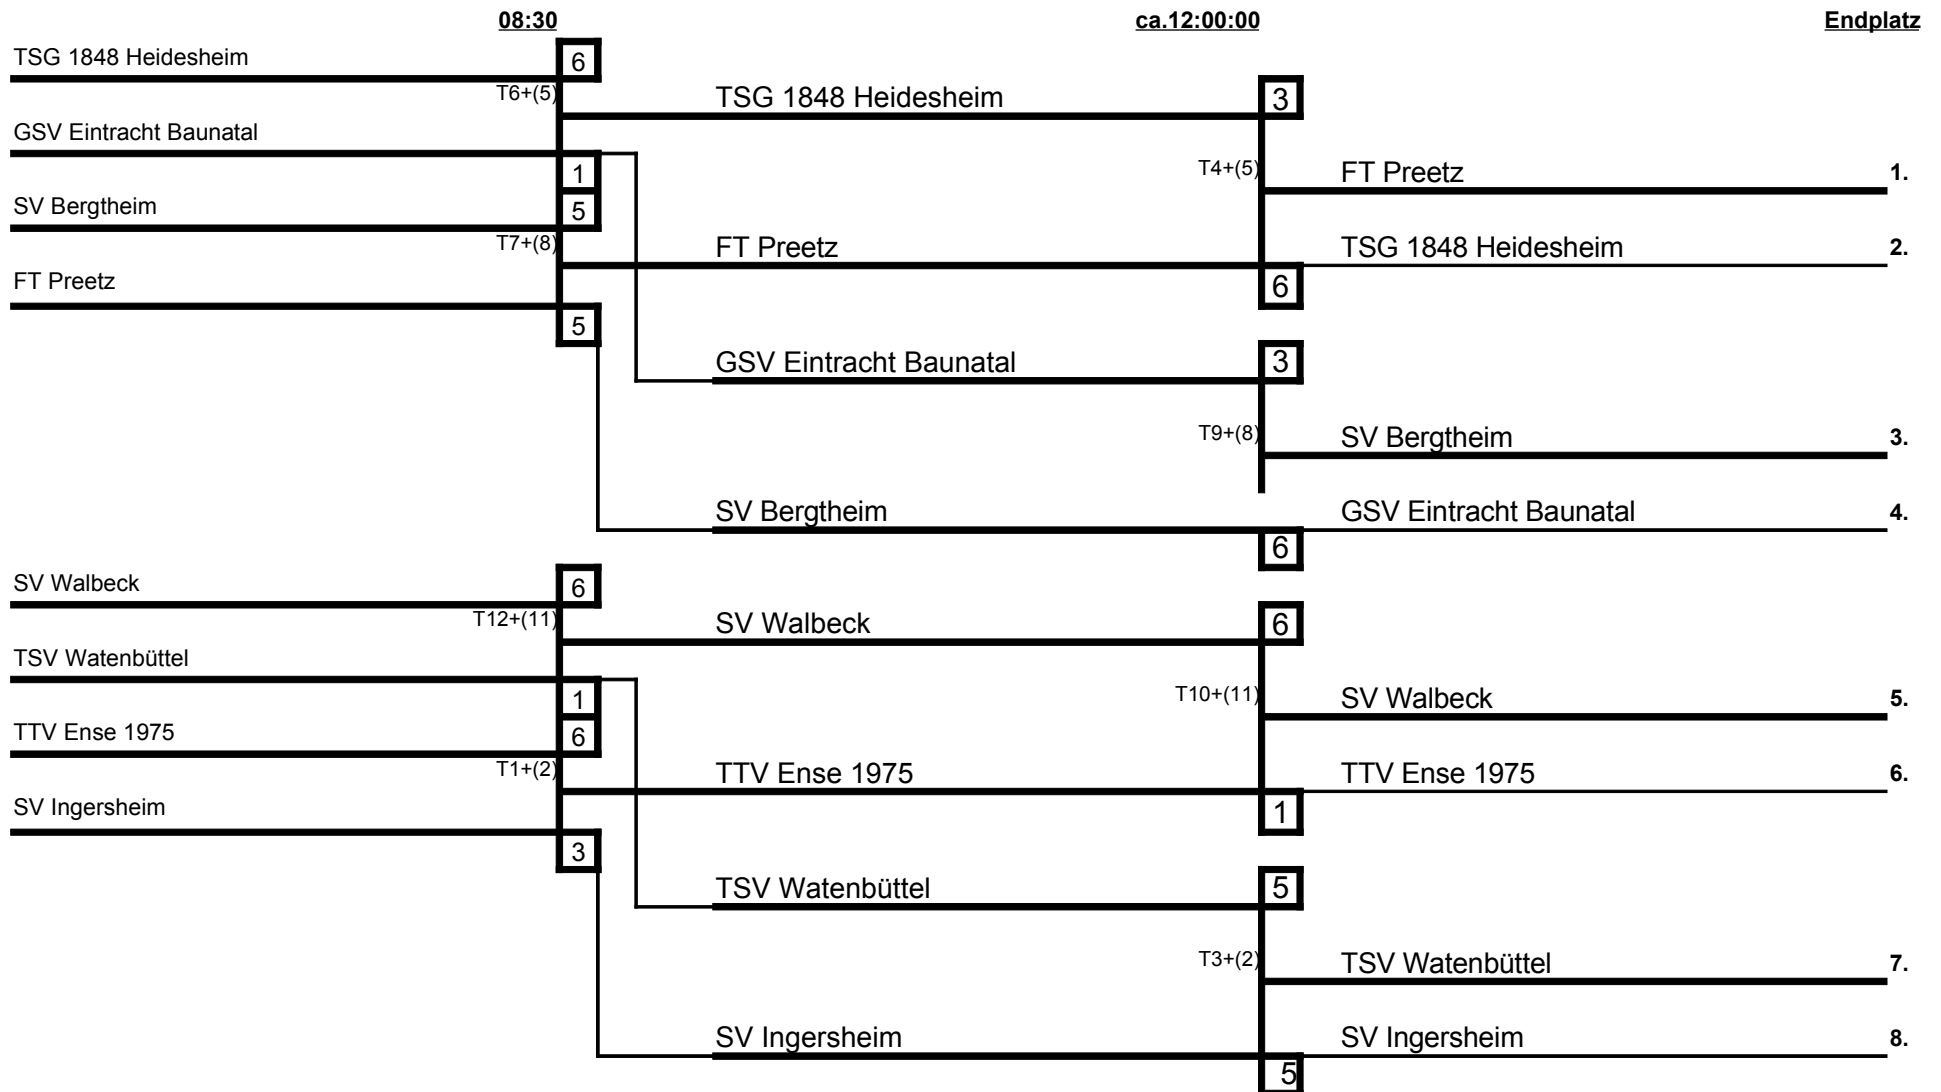 08:30 ca.12:00:00 Endplatz
TSG 1848 Heidesheim 6
T6+(5) TSG 1848 Heidesheim 3
GSV Eintracht Baunatal
1 T4+(5) FT Preetz 1.
SV Bergtheim 5
T7+(8) FT Preetz TSG 1848 Heidesheim 2.
FT Preetz 6
5
GSV Eintracht Baunatal 3
T9+(8) SV Bergtheim 3.
SV Bergtheim GSV Eintracht Baunatal 4.
6
SV Walbeck 6
T12+(11) SV Walbeck 6
TSV Watenbüttel
1 T10+(11) SV Walbeck 5.
TTV Ense 1975 6
T1+(2) TTV Ense 1975 TTV Ense 1975 6.
SV Ingersheim 1
3
TSV Watenbüttel 5
T3+(2) TSV Watenbüttel 7.
SV Ingersheim SV Ingersheim 8.
5